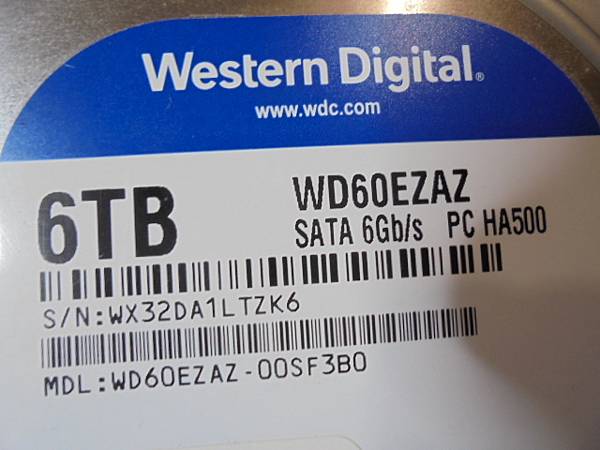 Western Digital®
www.wdc.com
6TB
WD60EZAZ
SATA 6Gb/s PC HA500
S/N:WX32DA1LTZK6
MDL:WD60EZAZ-00SF3B0